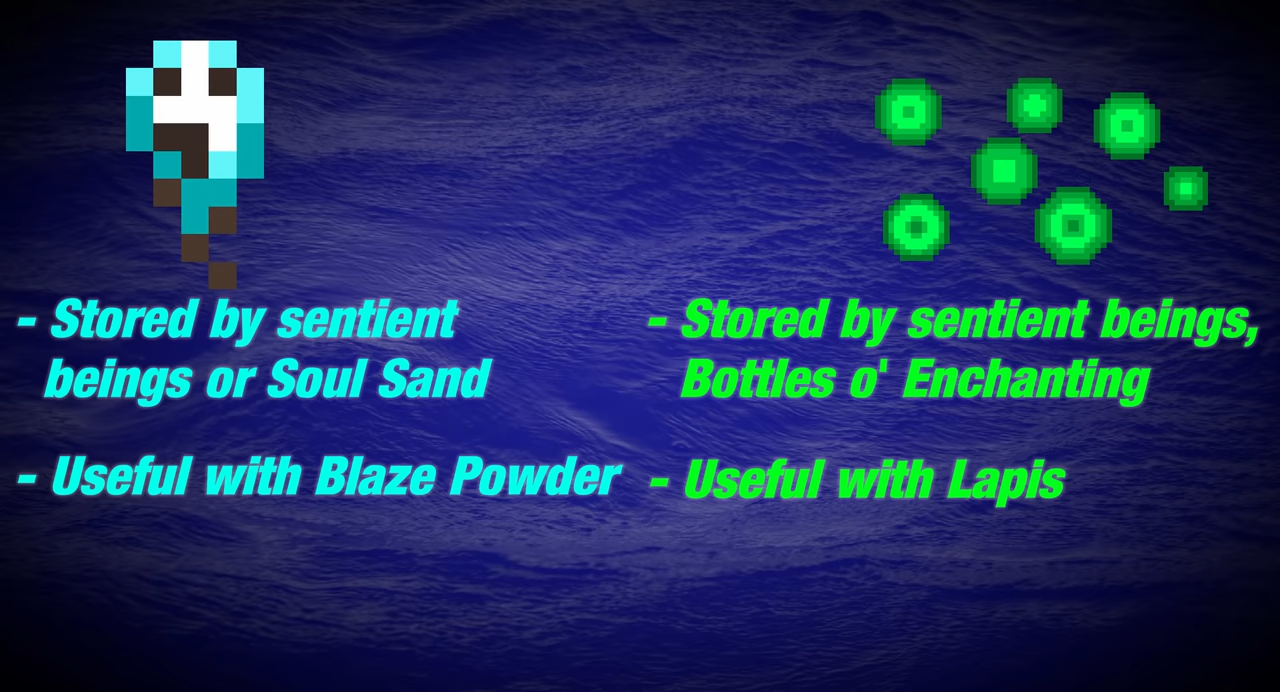 - Stored by sentient
beings or Soul Sand
- Useful with Blaze Powder
- Stored by sentient beings,
Bottles o' Enchanting
- Useful with Lapis